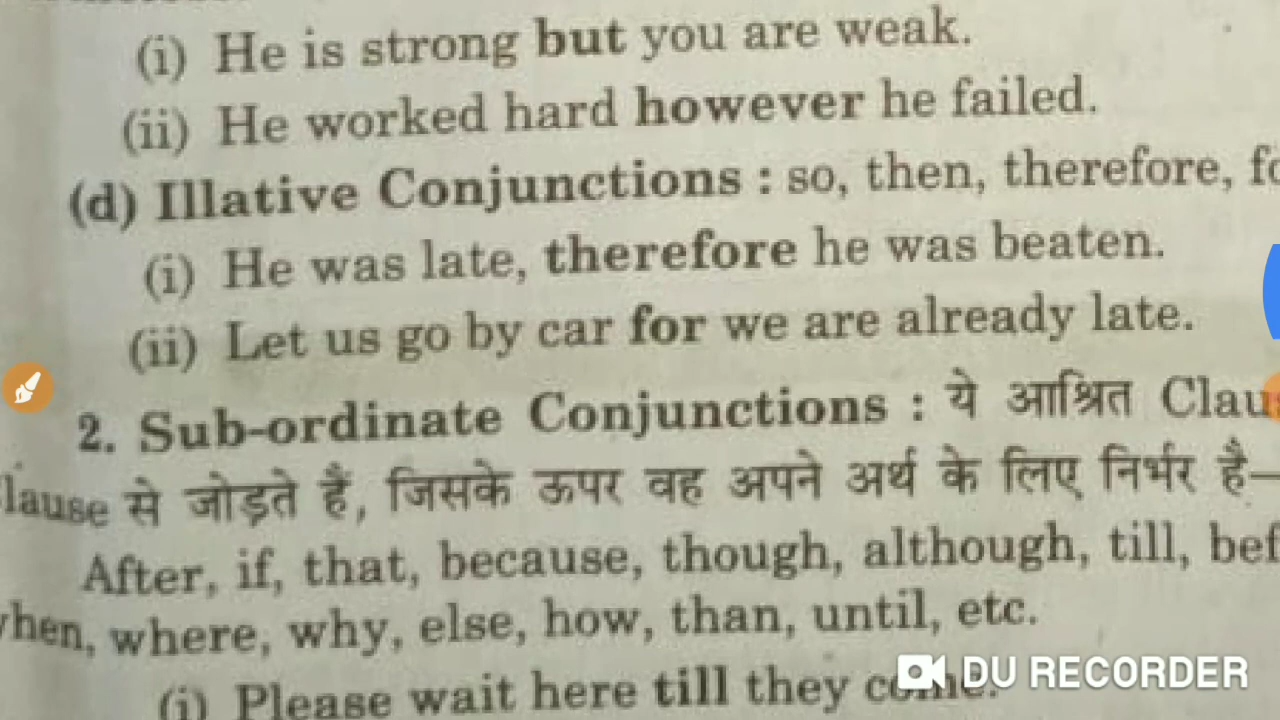 (i) He is strong but you are weak.
(ii) He worked hard however he failed.
(d) Illative Conjunctions : so, then, therefore,
(i) He was late, therefore he was beaten.
(ii) Let us go by car for we are already late.
2. Sub-ordinate Conjunctions : ये आश्रित
से जोड़ते हैं, जिसके ऊपर वह अपने अर्थ के लिए निर्भर है—
After, if, that, because, though, although, till,
where, why, else, how, than, until, etc.
(i) Please wait here till they come.
DU RECORDER